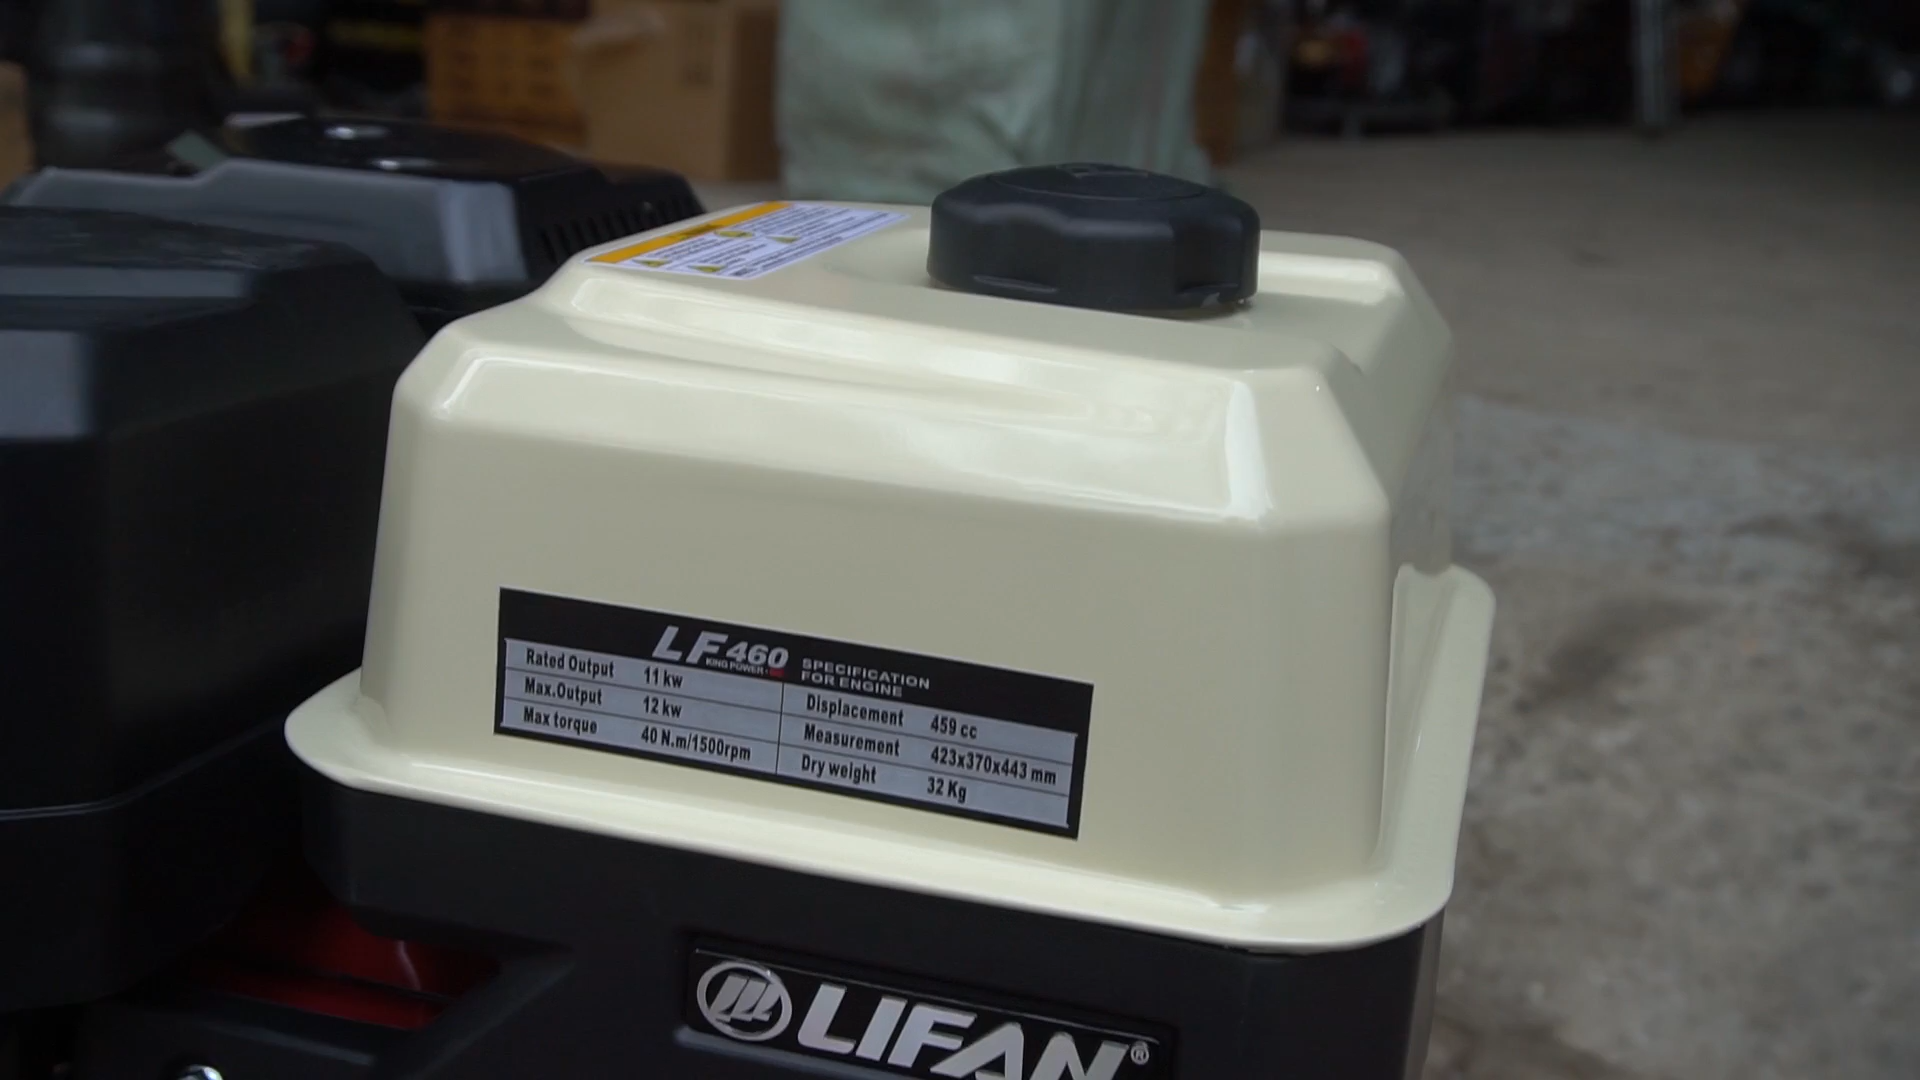 LF460
KING POWER
SPECIFICATION
FOR ENGINE
Rated Output 11 kw
Max.Output 12 kw
Max torque 40 N.m/1500rpm
Displacement 459 cc
Measurement 423x370x443 mm
Dry weight 32 Kg
LIFAN®